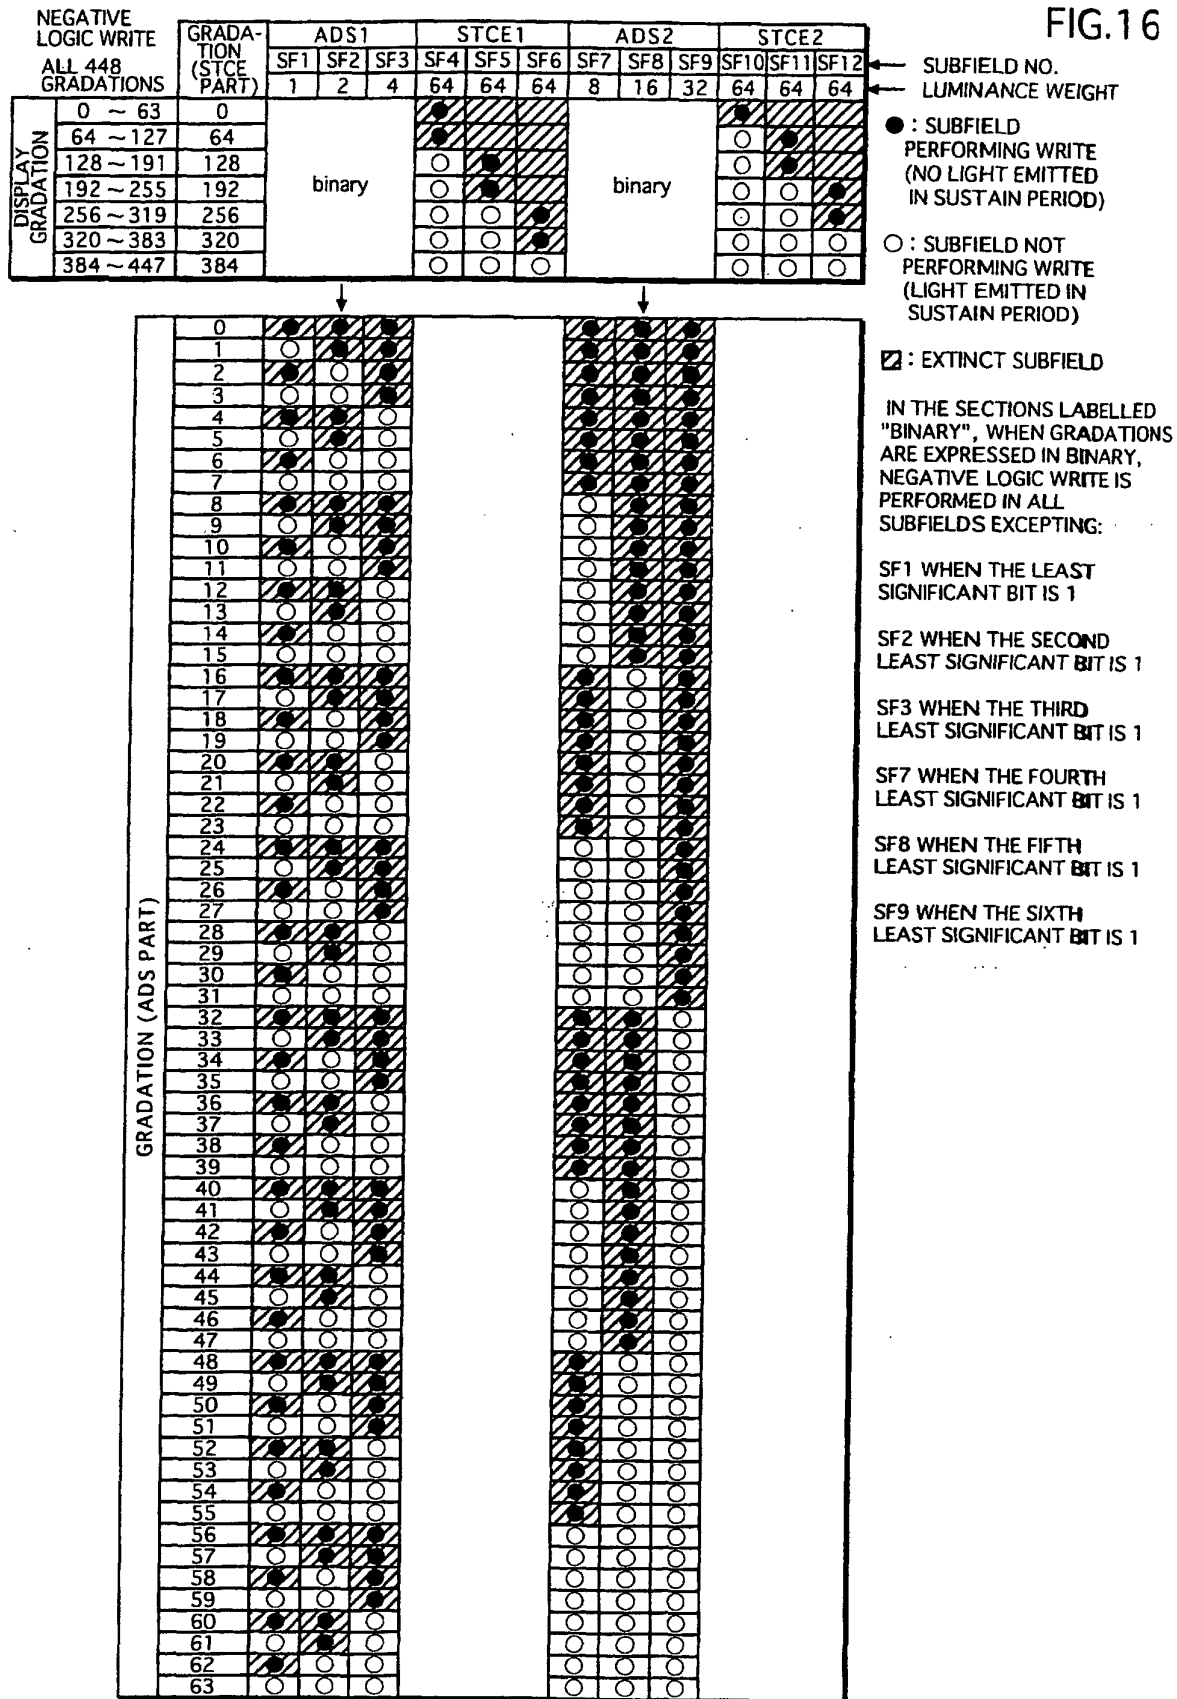 FIG.16
NEGATIVE
LOGIC WRITE
ALL 448
GRADATIONS
GRADA-
TION
(STCE
PART)
ADS1 STCE1 ADS2 STCE2
SF1 SF2 SF3 SF4 SF5 SF6 SF7 SF8 SF9 SF10 SF11 SF12
1 2 4 64 64 64 8 16 32 64 64 64
SUBFIELD NO.
LUMINANCE WEIGHT
DISPLAY
GRADATION
0 ~ 63 0
64 ~ 127 64
128 ~ 191 128
192 ~ 255 192
256 ~ 319 256
320 ~ 383 320
384 ~ 447 384
binary binary
● : SUBFIELD
PERFORMING WRITE
(NO LIGHT EMITTED
IN SUSTAIN PERIOD)
○ : SUBFIELD NOT
PERFORMING WRITE
(LIGHT EMITTED IN
SUSTAIN PERIOD)
: EXTINCT SUBFIELD
IN THE SECTIONS LABELLED
"BINARY", WHEN GRADATIONS
ARE EXPRESSED IN BINARY,
NEGATIVE LOGIC WRITE IS
PERFORMED IN ALL
SUBFIELDS EXCEPTING:
SF1 WHEN THE LEAST
SIGNIFICANT BIT IS 1
SF2 WHEN THE SECOND
LEAST SIGNIFICANT BIT IS 1
SF3 WHEN THE THIRD
LEAST SIGNIFICANT BIT IS 1
SF7 WHEN THE FOURTH
LEAST SIGNIFICANT BIT IS 1
SF8 WHEN THE FIFTH
LEAST SIGNIFICANT BIT IS 1
SF9 WHEN THE SIXTH
LEAST SIGNIFICANT BIT IS 1
GRADATION (ADS PART)
0
1
2
3
4
5
6
7
8
9
10
11
12
13
14
15
16
17
18
19
20
21
22
23
24
25
26
27
28
29
30
31
32
33
34
35
36
37
38
39
40
41
42
43
44
45
46
47
48
49
50
51
52
53
54
55
56
57
58
59
60
61
62
63